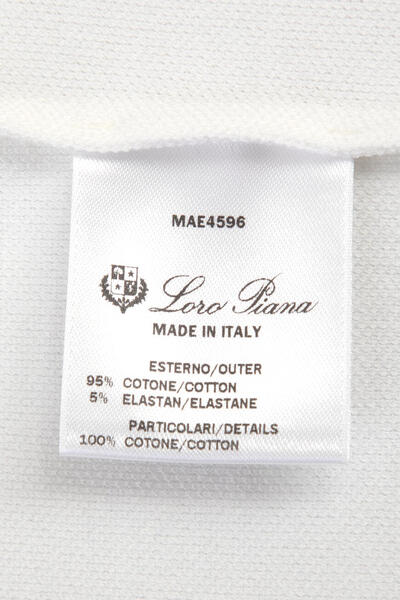 MAE4596
Loro Piana
MADE IN ITALY
ESTERNO/OUTER
95% COTONE/COTTON
5% ELASTAN/ELASTANE
PARTICOLARI/DETAILS
100% COTONE/COTTON